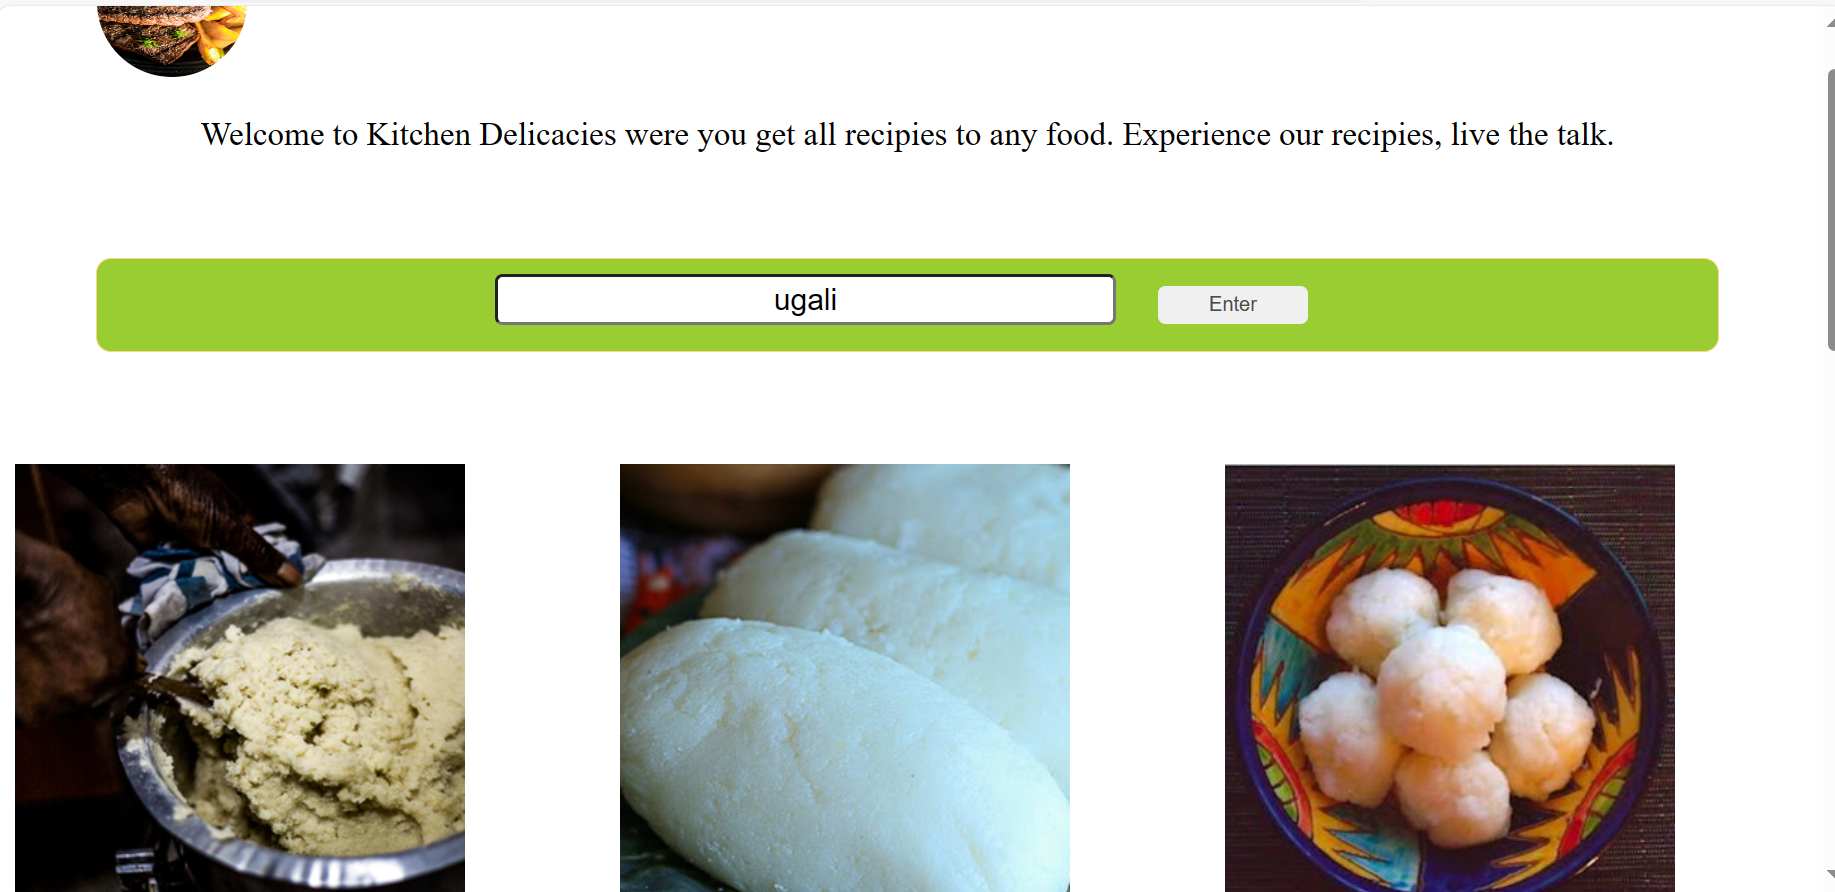 Welcome to Kitchen Delicacies were you get all recipies to any food. Experience our recipies, live the talk.
ugali
Enter